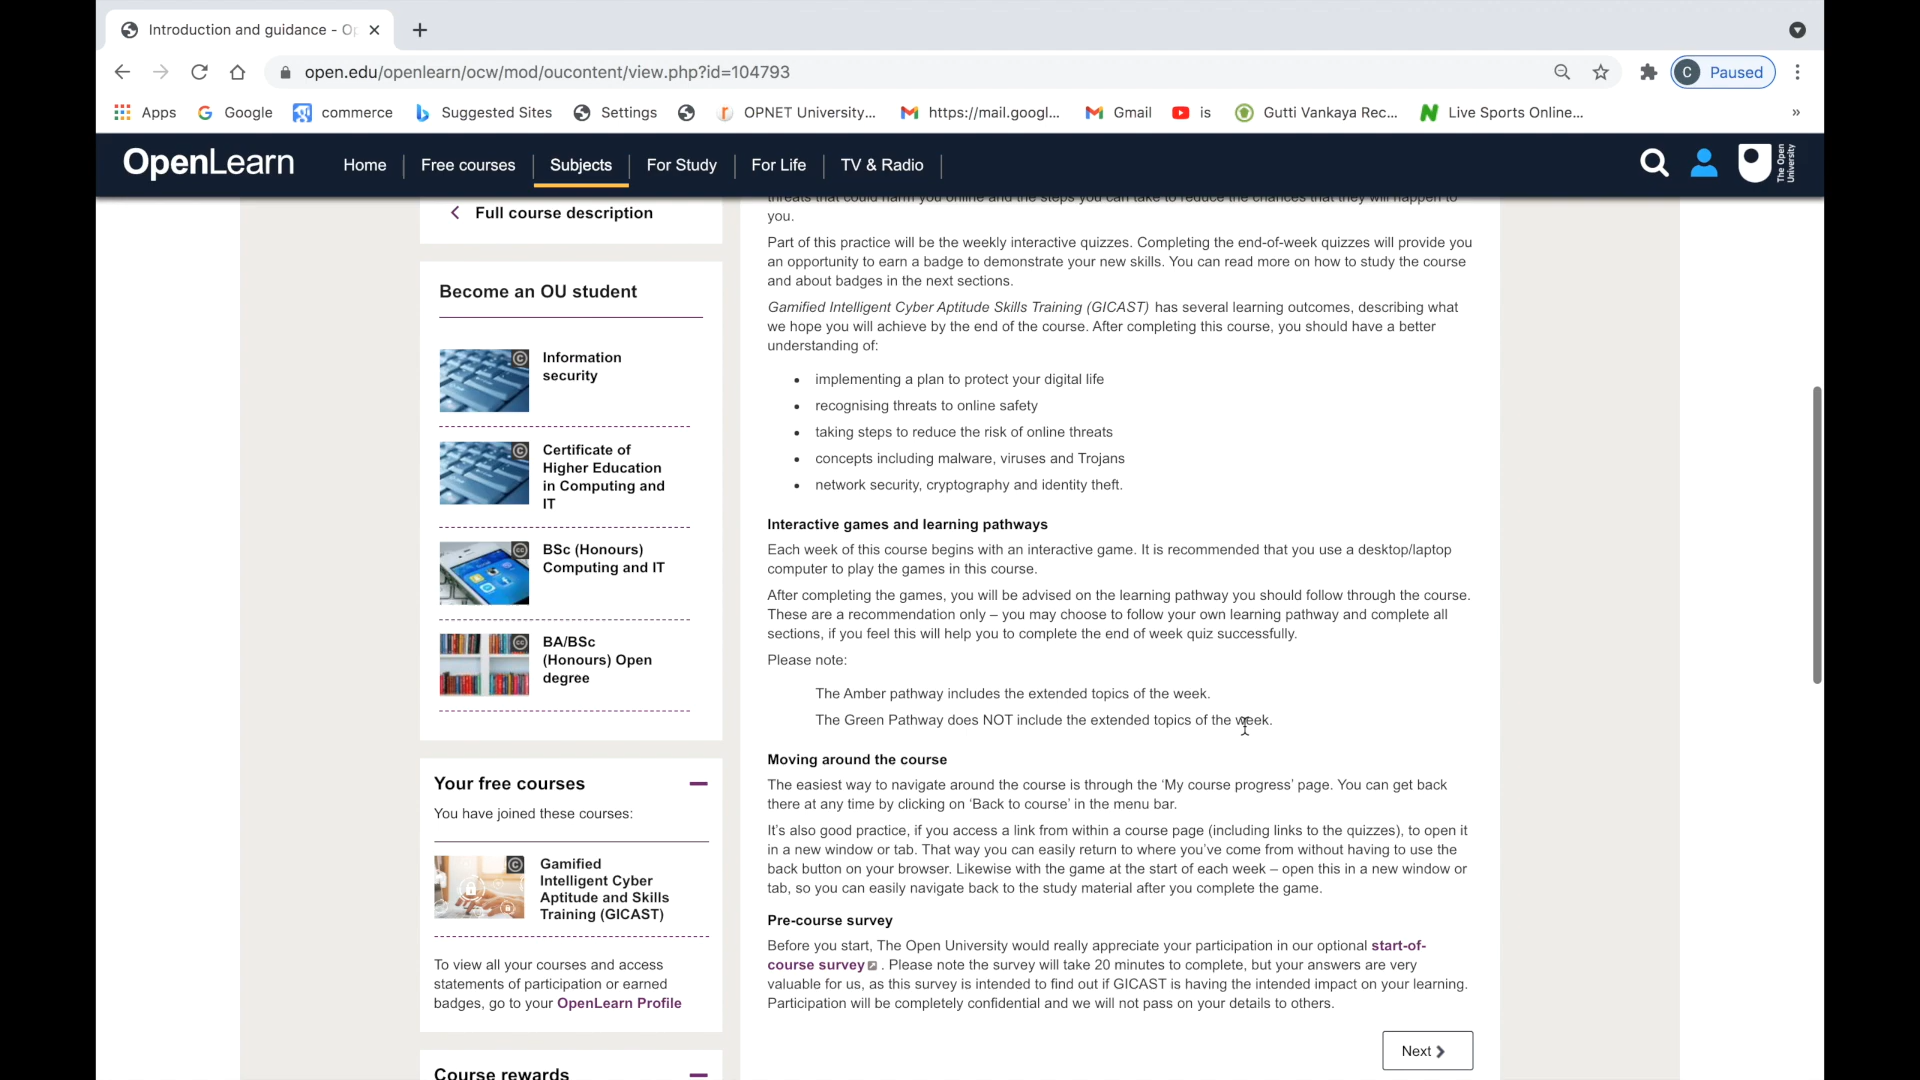 Introduction and guidance - Op
open.edu/openlearn/ocw/mod/oucontent/view.php?id=104793
C Paused
Apps Google commerce Suggested Sites Settings OPNET University... https://mail.googl... Gmail is Gutti Vankaya Rec... Live Sports Online... »
OpenLearn Home Free courses Subjects For Study For Life TV & Radio The Open University
Full course description
Become an OU student
Information
security
Certificate of
Higher Education
in Computing and
IT
BSc (Honours)
Computing and IT
BA/BSc
(Honours) Open
degree
Your free courses
You have joined these courses:
Gamified
Intelligent Cyber
Aptitude and Skills
Training (GICAST)
To view all your courses and access
statements of participation or earned
badges, go to your OpenLearn Profile
Course rewards
threats that could harm you online and the steps you can take to reduce the chances that they will happen to
you.
Part of this practice will be the weekly interactive quizzes. Completing the end-of-week quizzes will provide you
an opportunity to earn a badge to demonstrate your new skills. You can read more on how to study the course
and about badges in the next sections.
Gamified Intelligent Cyber Aptitude Skills Training (GICAST) has several learning outcomes, describing what
we hope you will achieve by the end of the course. After completing this course, you should have a better
understanding of:
• implementing a plan to protect your digital life
• recognising threats to online safety
• taking steps to reduce the risk of online threats
• concepts including malware, viruses and Trojans
• network security, cryptography and identity theft.
Interactive games and learning pathways
Each week of this course begins with an interactive game. It is recommended that you use a desktop/laptop
computer to play the games in this course.
After completing the games, you will be advised on the learning pathway you should follow through the course.
These are a recommendation only – you may choose to follow your own learning pathway and complete all
sections, if you feel this will help you to complete the end of week quiz successfully.
Please note:
The Amber pathway includes the extended topics of the week.
The Green Pathway does NOT include the extended topics of the week.
Moving around the course
The easiest way to navigate around the course is through the ‘My course progress’ page. You can get back
there at any time by clicking on ‘Back to course’ in the menu bar.
It’s also good practice, if you access a link from within a course page (including links to the quizzes), to open it
in a new window or tab. That way you can easily return to where you’ve come from without having to use the
back button on your browser. Likewise with the game at the start of each week – open this in a new window or
tab, so you can easily navigate back to the study material after you complete the game.
Pre-course survey
Before you start, The Open University would really appreciate your participation in our optional start-of-
course survey . Please note the survey will take 20 minutes to complete, but your answers are very
valuable for us, as this survey is intended to find out if GICAST is having the intended impact on your learning.
Participation will be completely confidential and we will not pass on your details to others.
Next